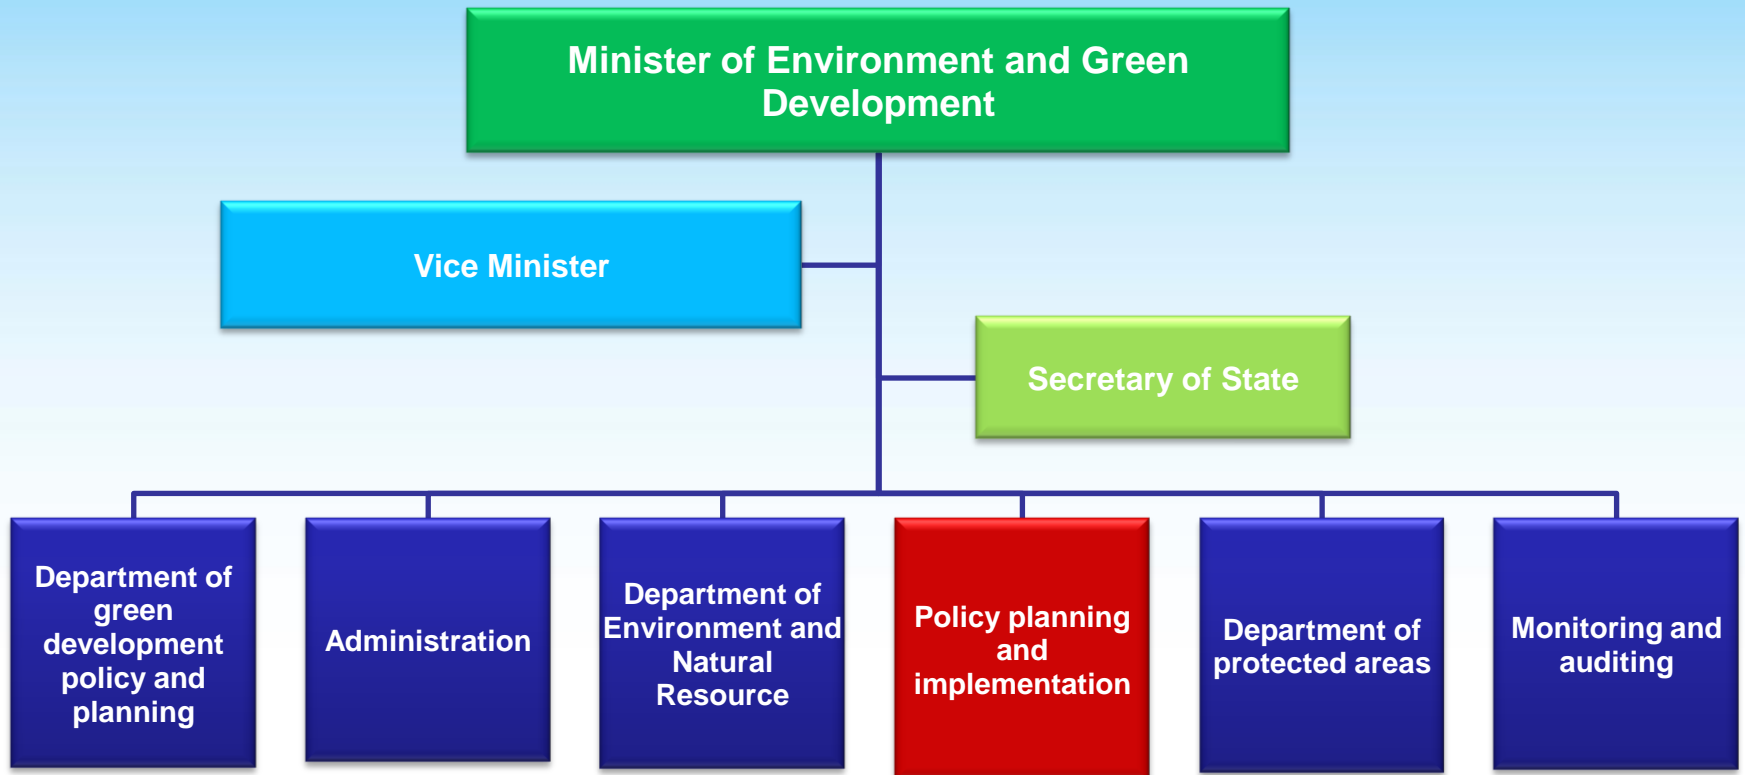 Minister of Environment and Green
Development
Vice Minister
Secretary of State
Department of
green
development
policy and
planning
Administration
Department of
Environment and
Natural
Resource
Policy planning
and
implementation
Department of
protected areas
Monitoring and
auditing